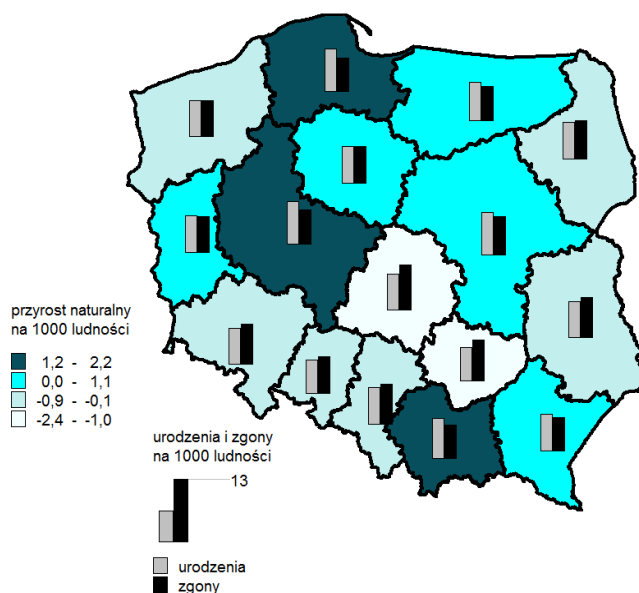 przyrost naturalny
na 1000 ludności
1,2 - 2,2
0,0 - 1,1
-0,9 - -0,1
-2,4 - -1,0
urodzenia i zgony
na 1000 ludności
13
urodzenia
zgony